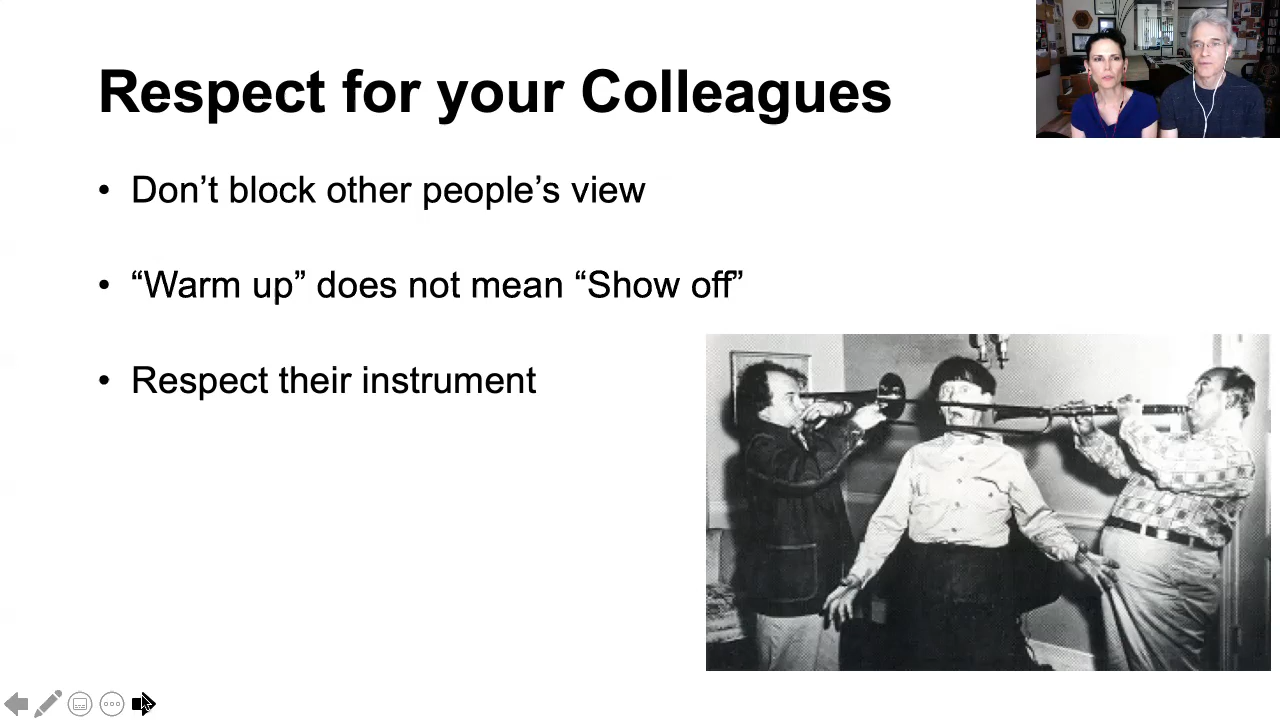 Respect for your Colleagues
• Don’t block other people’s view
• “Warm up” does not mean “Show off”
• Respect their instrument